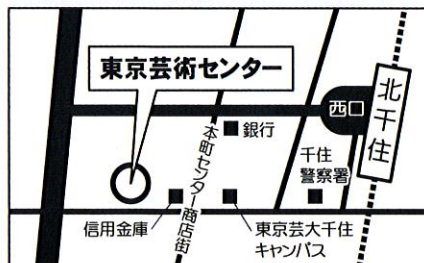 東京芸術センター
西口
北千住
銀行
本町センター商店街
千住
警察署
信用金庫
東京芸大千住
キャンパス